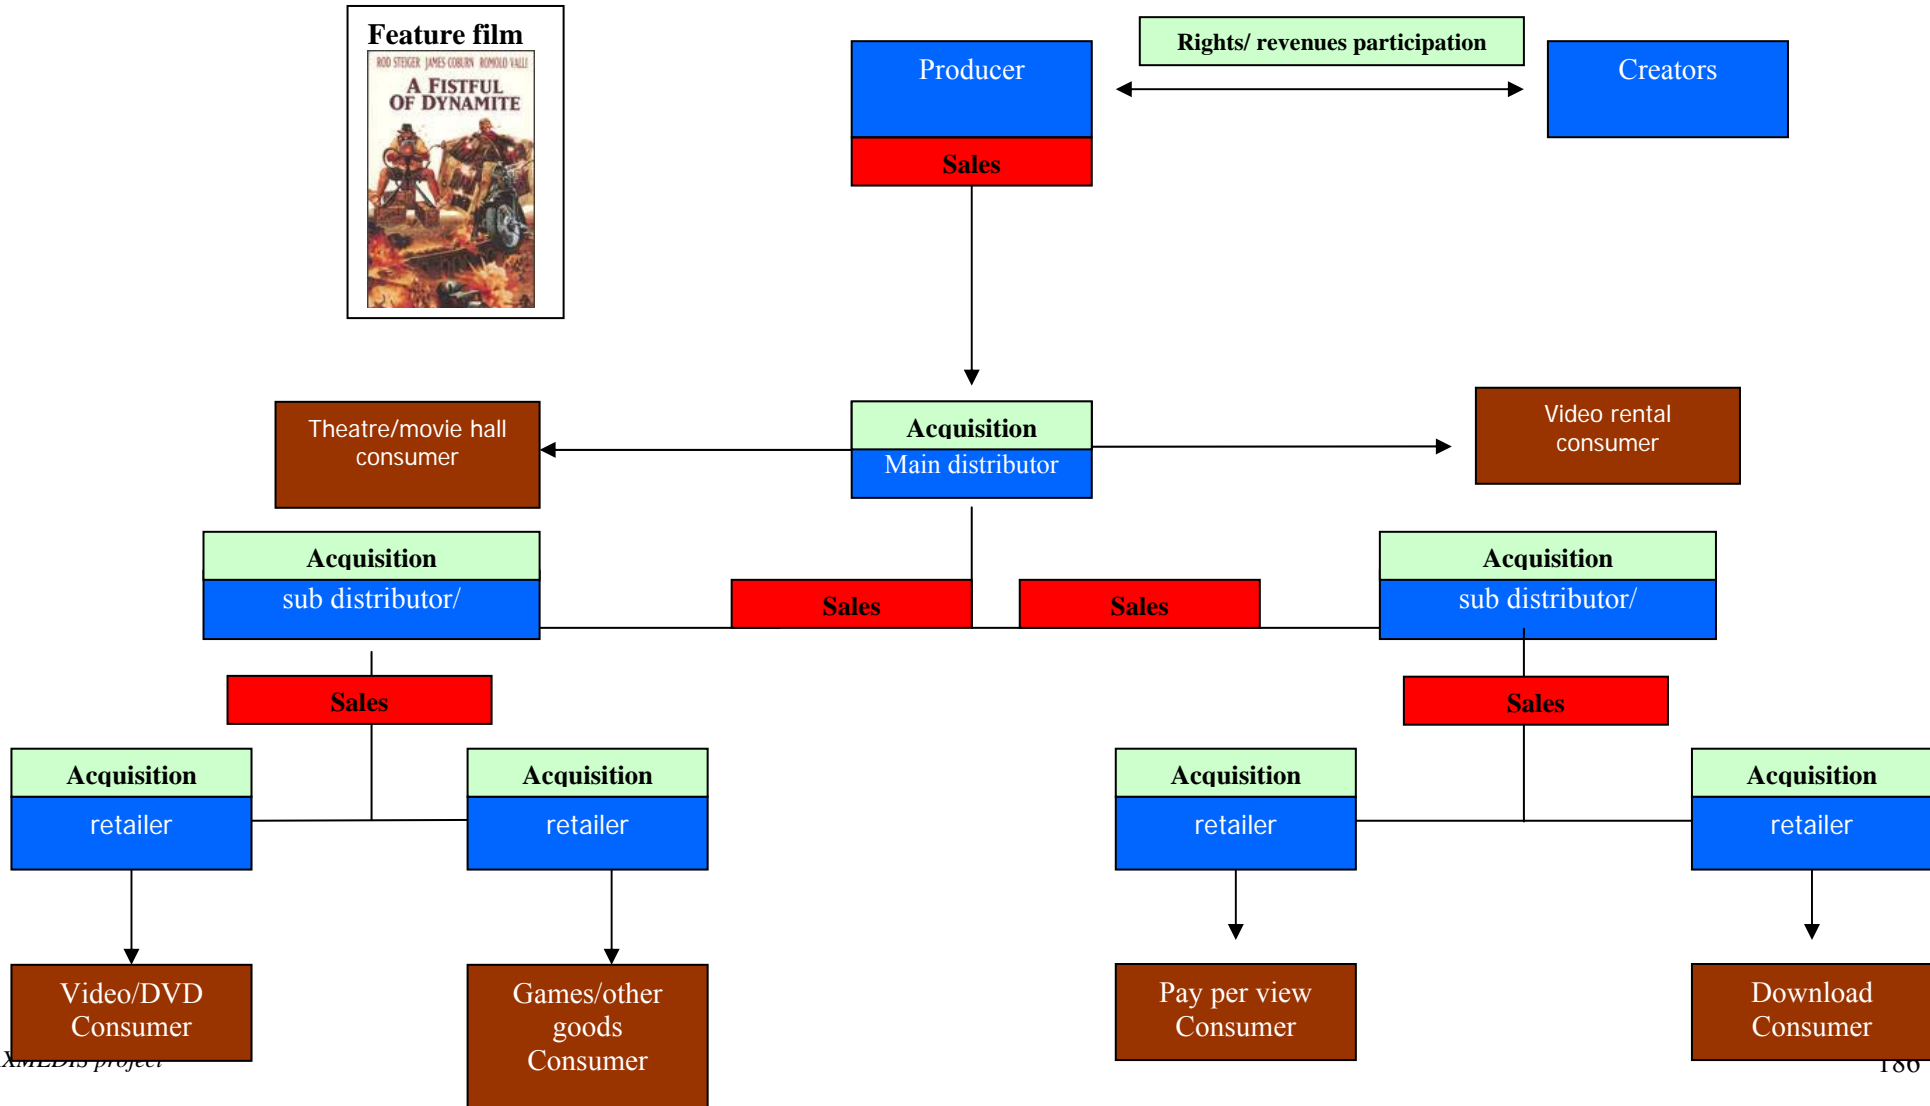 Feature film
ROD STEIGER JAMES COBURN ROMOLO VALLI
A FISTFUL
OF DYNAMITE
Producer
Sales
Rights/ revenues participation
Creators
Theatre/movie hall
consumer
Acquisition
Main distributor
Video rental
consumer
Acquisition
sub distributor/
Sales
Sales
Acquisition
sub distributor/
Sales
Sales
Acquisition
retailer
Acquisition
retailer
Acquisition
retailer
Acquisition
retailer
Video/DVD
Consumer
Games/other
goods
Consumer
Pay per view
Consumer
Download
Consumer
XMEDIS project
186